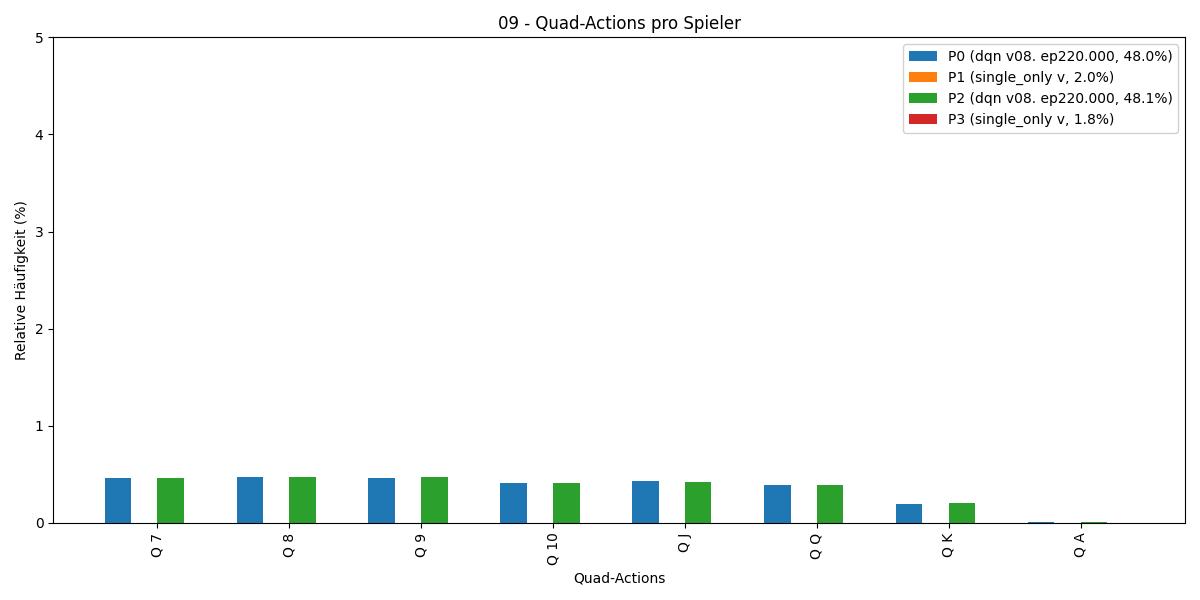 09 - Quad-Actions pro Spieler
Relative Häufigkeit (%)
5
4
3
2
1
0
P0 (dqn v08. ep220.000, 48.0%)
P1 (single_only v, 2.0%)
P2 (dqn v08. ep220.000, 48.1%)
P3 (single_only v, 1.8%)
Q 7
Q 8
Q 9
Q 10
Q J
Q Q
Q K
Q A
Quad-Actions